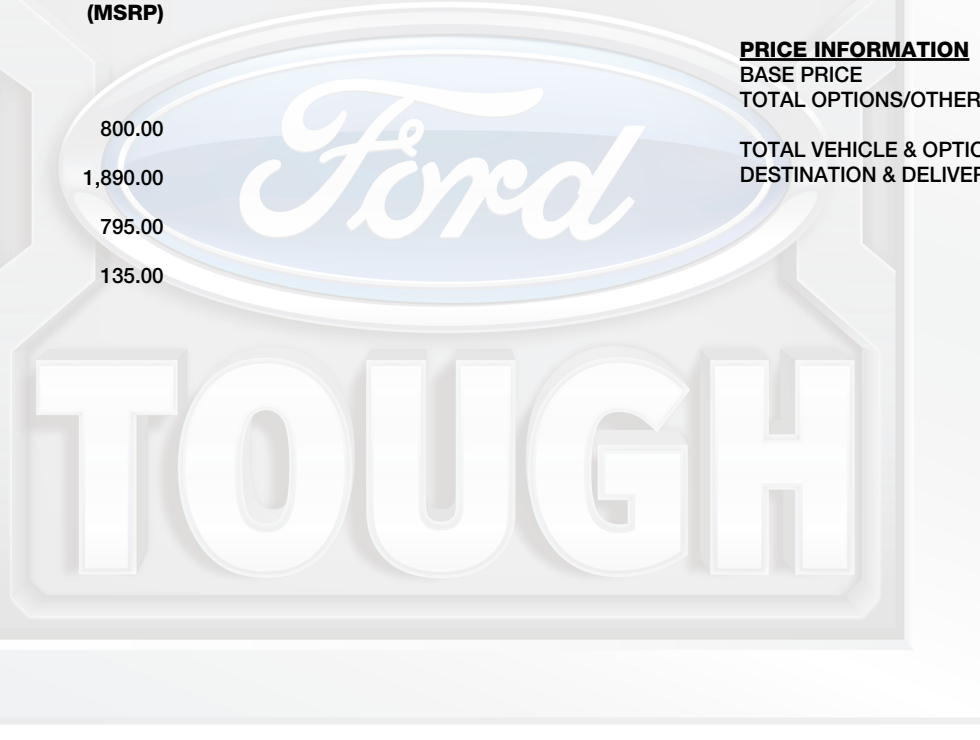 (MSRP)
800.00
1,890.00
795.00
135.00
PRICE INFORMATION
BASE PRICE
TOTAL OPTIONS/OTHER
TOTAL VEHICLE & OPTIO
DESTINATION & DELIVER
Ford
TOUGH